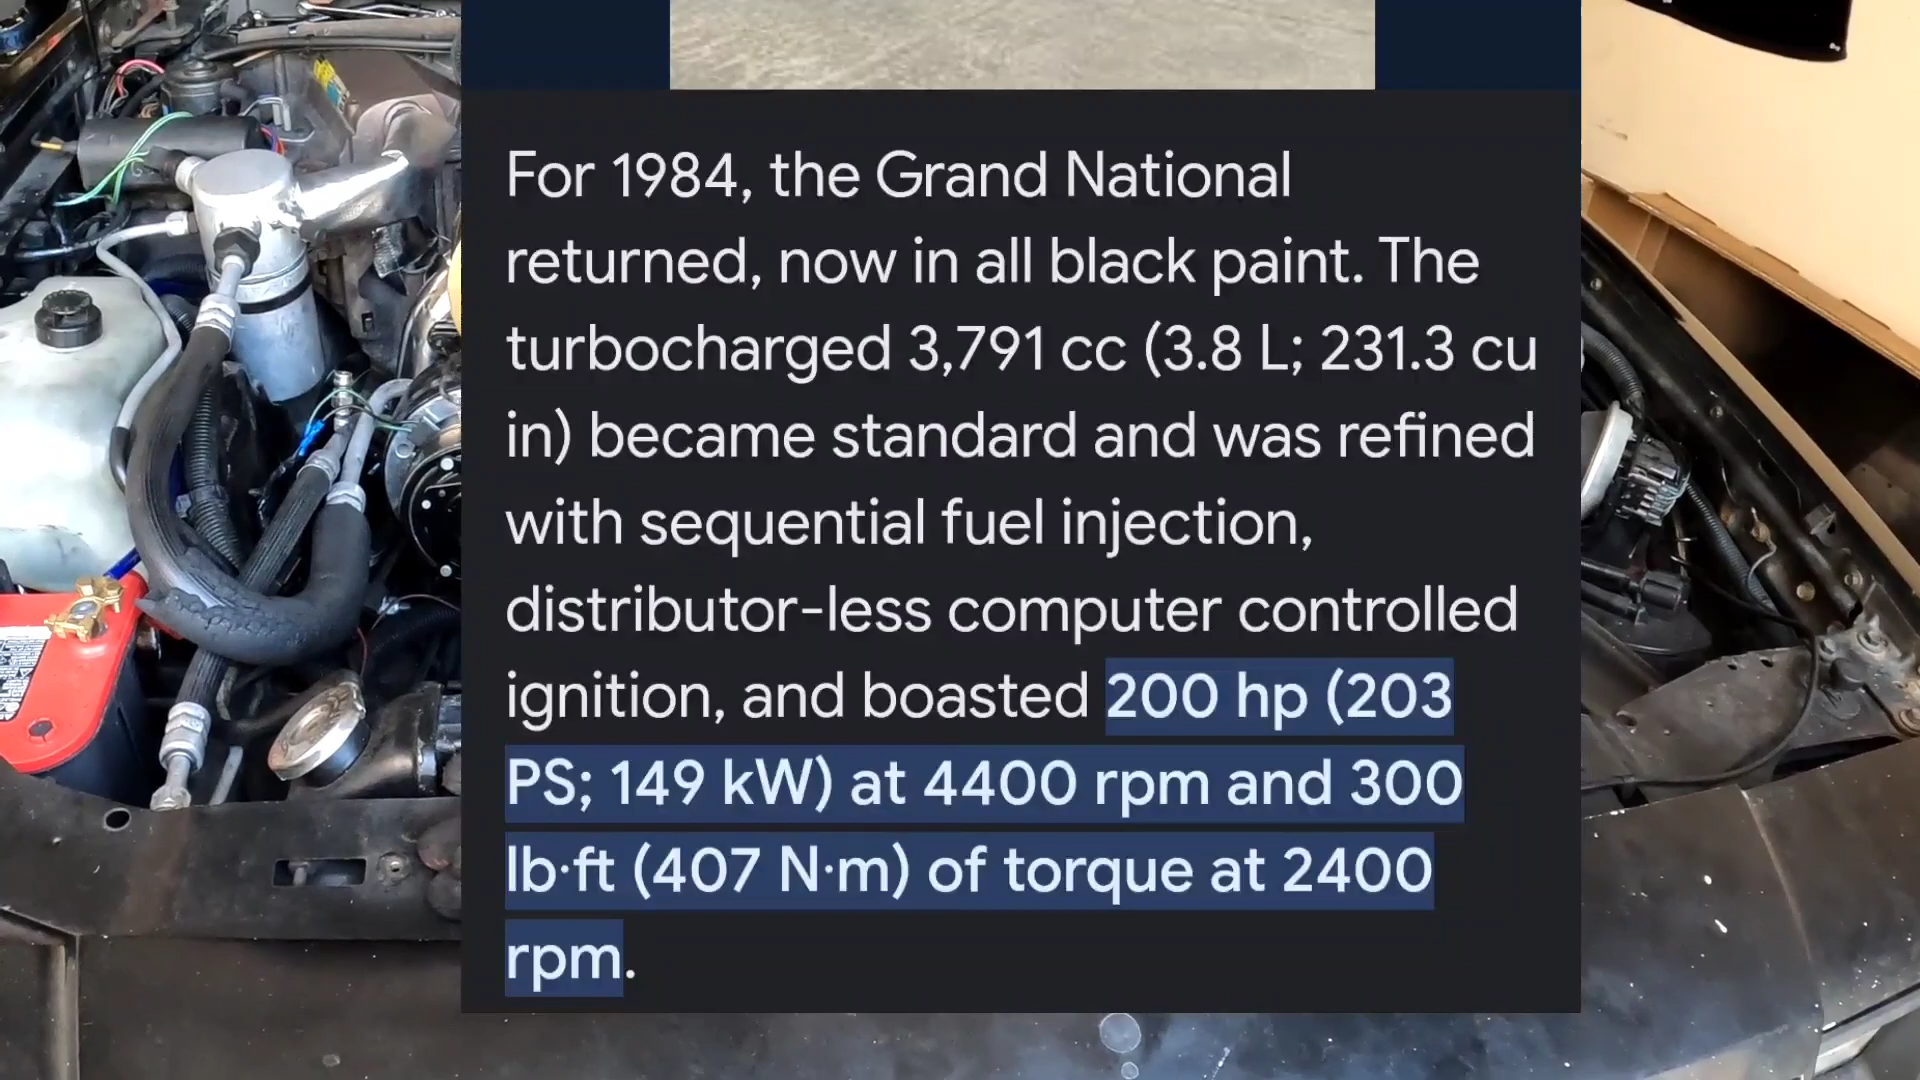 For 1984, the Grand National
returned, now in all black paint. The
turbocharged 3,791 cc (3.8 L; 231.3 cu
in) became standard and was refined
with sequential fuel injection,
distributor-less computer controlled
ignition, and boasted 200 hp (203
PS; 149 kW) at 4400 rpm and 300
lb·ft (407 N·m) of torque at 2400
rpm.